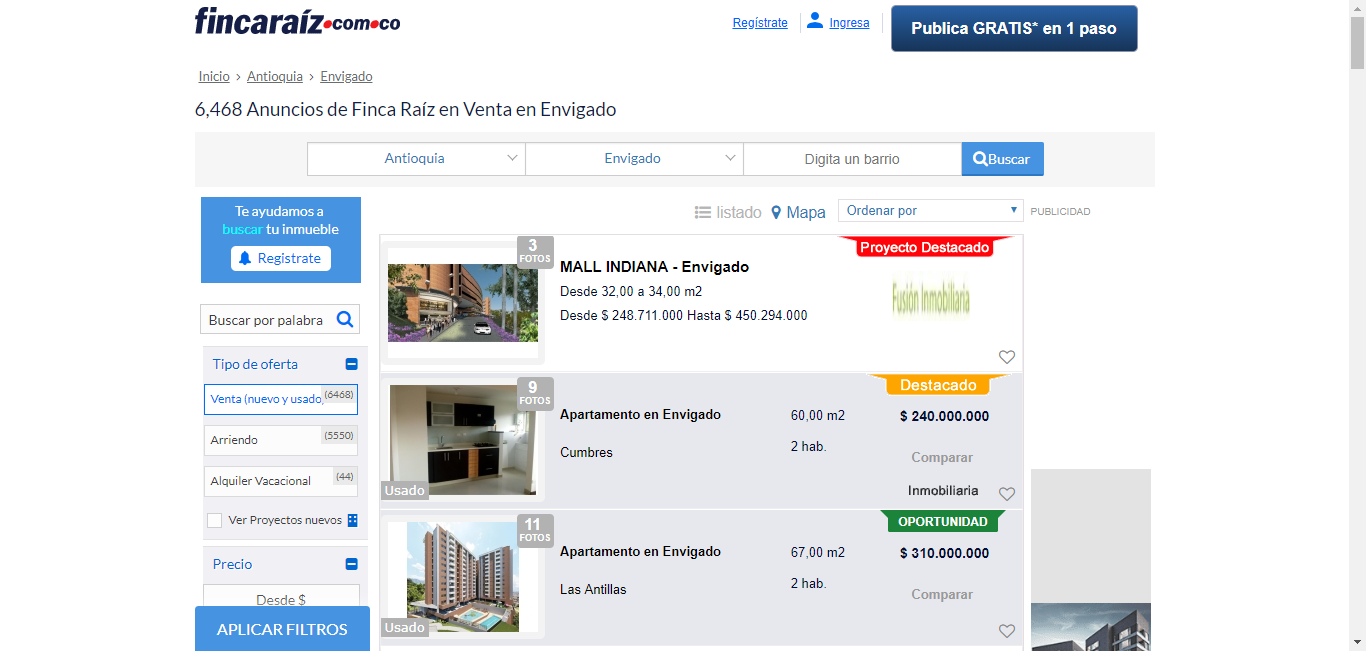 fincaraíz.com.co
Regístrate
Ingresa
Publica GRATIS* en 1 paso
Inicio › Antioquia › Envigado
6,468 Anuncios de Finca Raíz en Venta en Envigado
Antioquia
Envigado
Digita un barrio
Buscar
Te ayudamos a
buscar tu inmueble
Registrate
listado
Mapa
Ordenar por
PUBLICIDAD
Buscar por palabra
Tipo de oferta
Venta (nuevo y usado)
(6468)
Arriendo
(5550)
Alquiler Vacacional
(44)
Ver Proyectos nuevos
Precio
Desde $
APLICAR FILTROS
3
FOTOS
MALL INDIANA - Envigado
Desde 32,00 a 34,00 m2
Desde $ 248.711.000 Hasta $ 450.294.000
Proyecto Destacado
Fusión Inmobiliaria
9
FOTOS
Usado
Apartamento en Envigado
Cumbres
60,00 m2
2 hab.
Destacado
$ 240.000.000
Comparar
Inmobiliaria
11
FOTOS
Usado
Apartamento en Envigado
Las Antillas
67,00 m2
2 hab.
OPORTUNIDAD
$ 310.000.000
Comparar